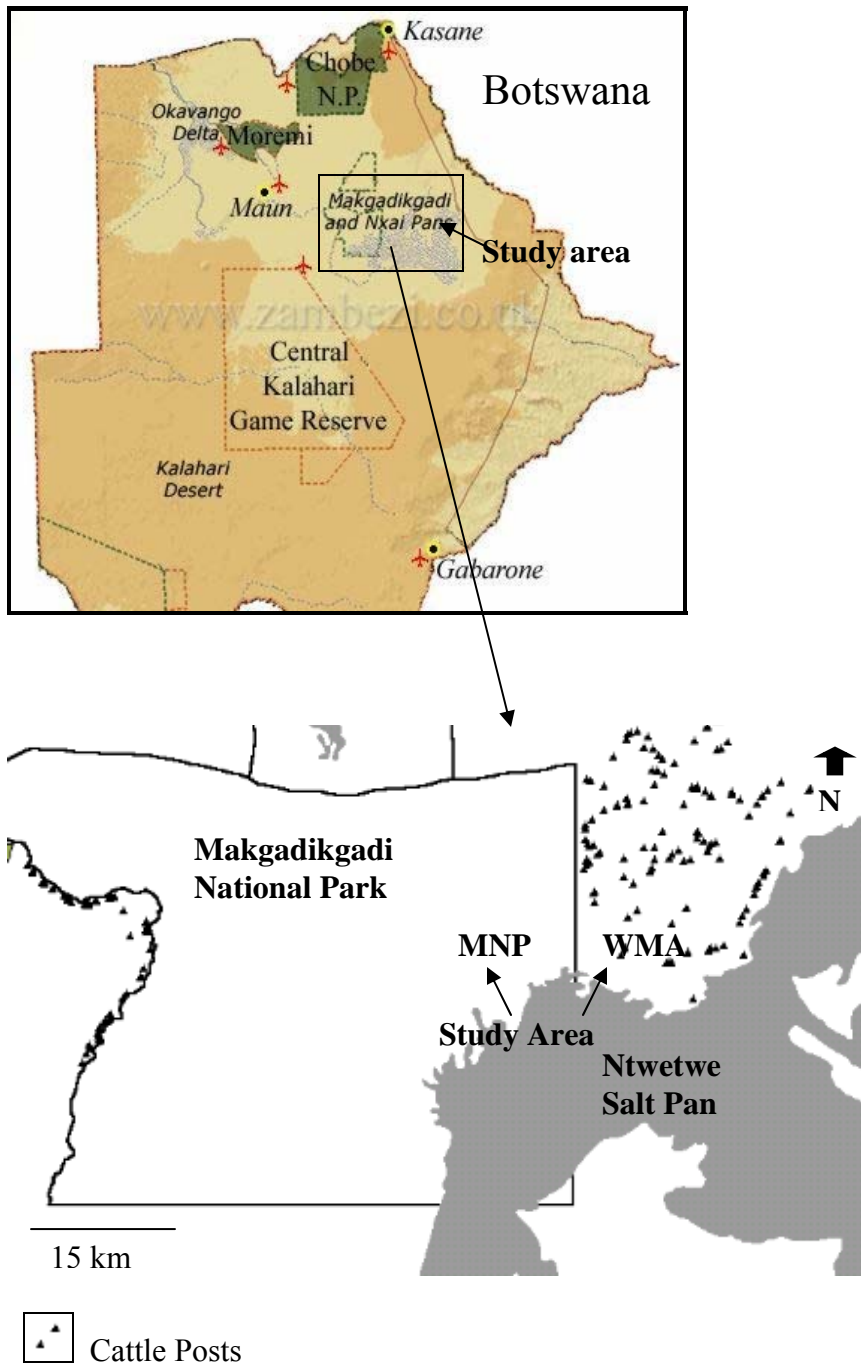 Kasane
Chobe
N.P.
Botswana
Okavango
Delta
Moremi
Maun
Makgadikgadi
and Nxai Pans
Study area
www.zambezi.co.uk
Central
Kalahari
Game Reserve
Kalahari
Desert
Gabarone
N
Makgadikgadi
National Park
MNP
WMA
Study Area
Ntwetwe
Salt Pan
15 km
Cattle Posts